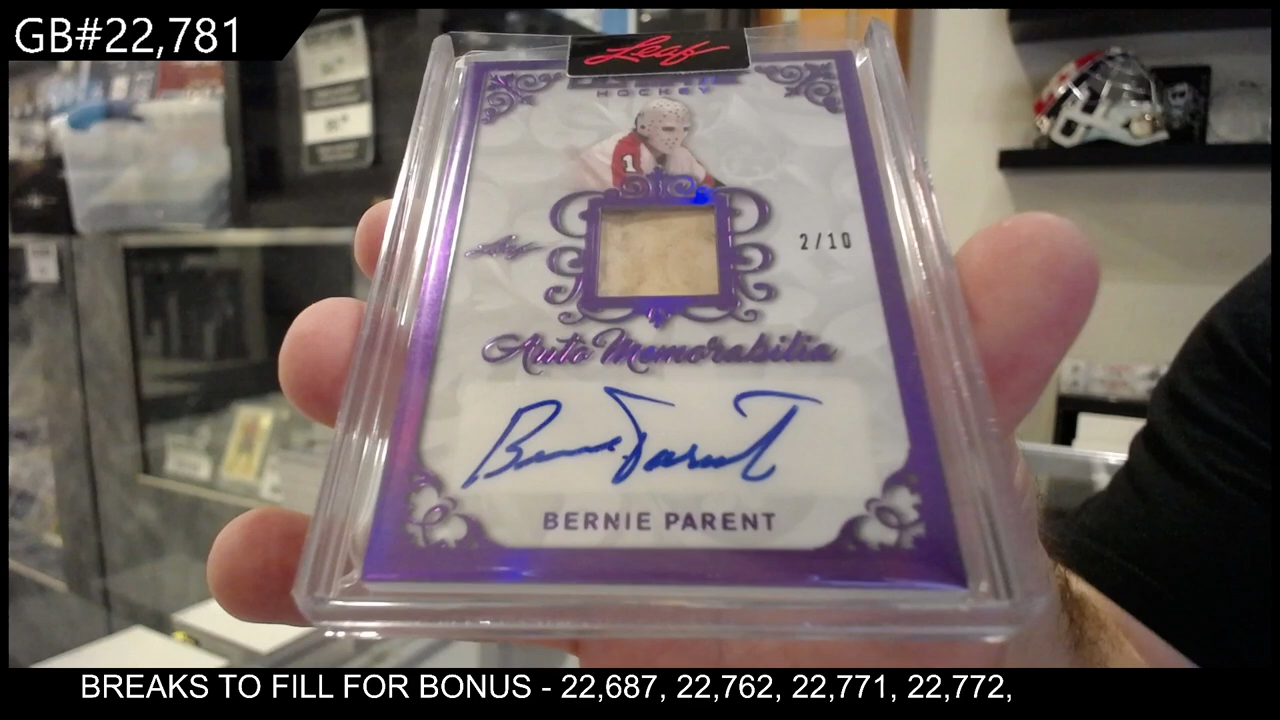 GB#22,781
Leaf
HOCKEY
1
Leaf
2/10
Auto Memorabilia
Bernie Parent
BERNIE PARENT
BREAKS TO FILL FOR BONUS - 22,687, 22,762, 22,771, 22,772,